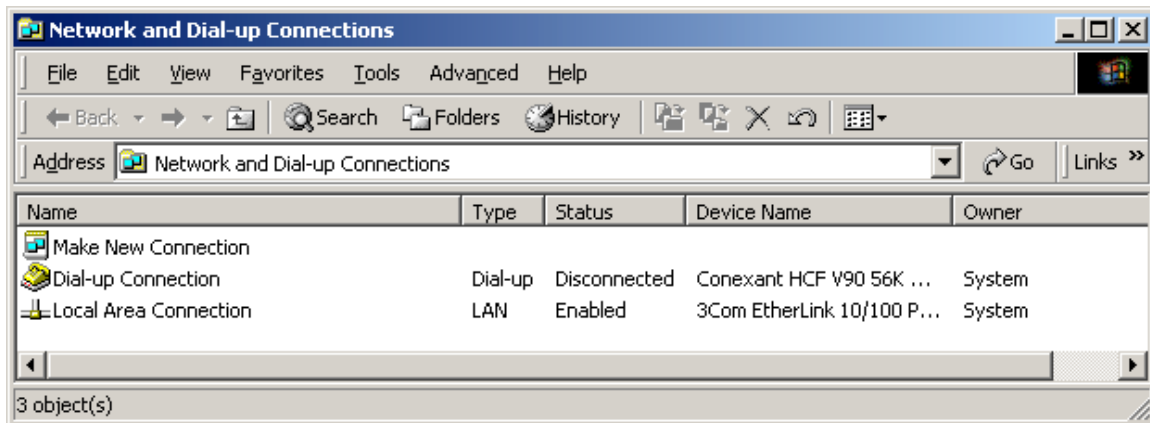 Network and Dial-up Connections
File Edit View Favorites Tools Advanced Help
Back Search Folders History
Address Network and Dial-up Connections Go Links »
Name Type Status Device Name Owner
Make New Connection
Dial-up Connection Dial-up Disconnected Conexant HCF V90 56K ... System
Local Area Connection LAN Enabled 3Com EtherLink 10/100 P... System
3 object(s)